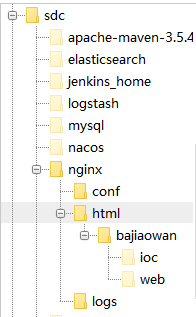 sdc
apache-maven-3.5.4
elasticsearch
jenkins_home
logstash
mysql
nacos
nginx
conf
html
bajiaowan
ioc
web
logs